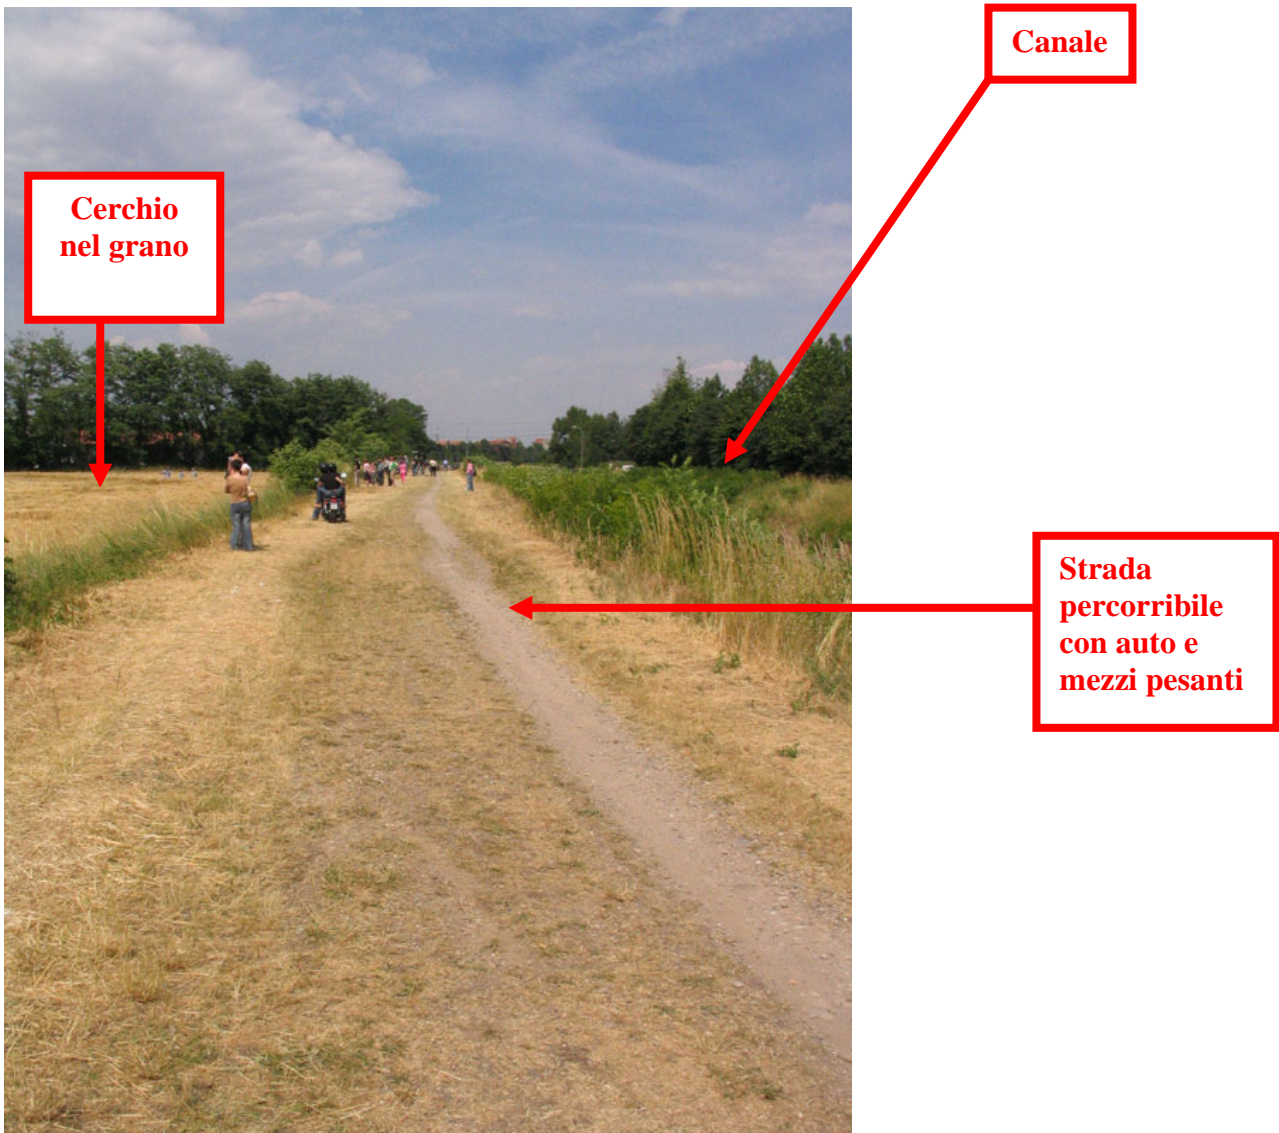 Canale
Cerchio
nel grano
Strada
percorribile
con auto e
mezzi pesanti